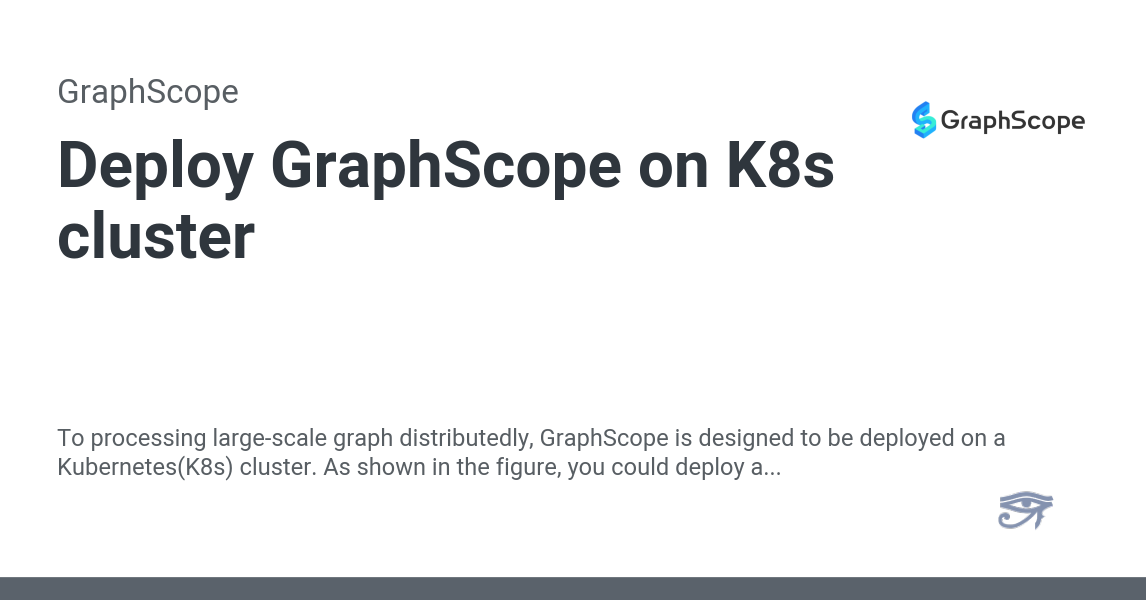 GraphScope
GraphScope
Deploy GraphScope on K8s
cluster
To processing large-scale graph distributedly, GraphScope is designed to be deployed on a
Kubernetes(K8s) cluster. As shown in the figure, you could deploy a...